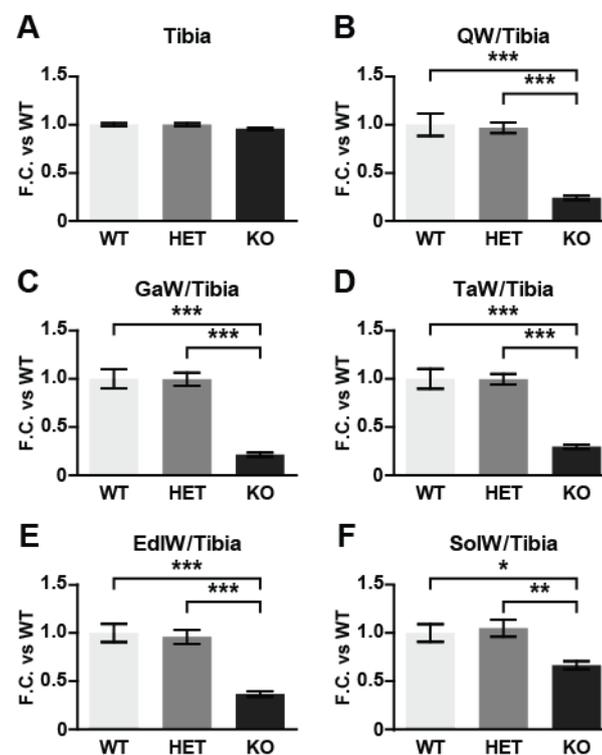 A
Tibia
F.C. vs WT
1.5
1.0
0.5
0
WT HET KO
B
QW/Tibia
***
***
F.C. vs WT
1.5
1.0
0.5
0
WT HET KO
C
GaW/Tibia
***
***
F.C. vs WT
1.5
1.0
0.5
0
WT HET KO
D
TaW/Tibia
***
***
F.C. vs WT
1.5
1.0
0.5
0
WT HET KO
E
EdlW/Tibia
***
***
F.C. vs WT
1.5
1.0
0.5
0
WT HET KO
F
SolW/Tibia
*
**
F.C. vs WT
1.5
1.0
0.5
0
WT HET KO